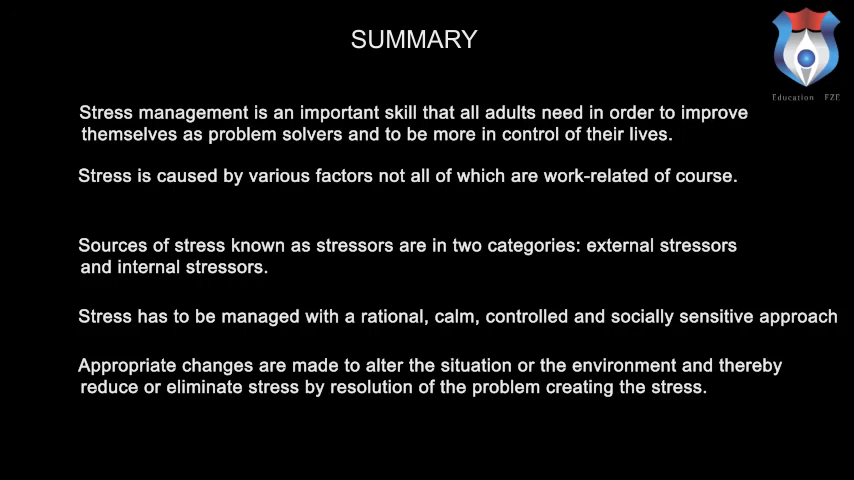 SUMMARY
Education FZE
Stress management is an important skill that all adults need in order to improve
themselves as problem solvers and to be more in control of their lives.
Stress is caused by various factors not all of which are work-related of course.
Sources of stress known as stressors are in two categories: external stressors
and internal stressors.
Stress has to be managed with a rational, calm, controlled and socially sensitive approach
Appropriate changes are made to alter the situation or the environment and thereby
reduce or eliminate stress by resolution of the problem creating the stress.